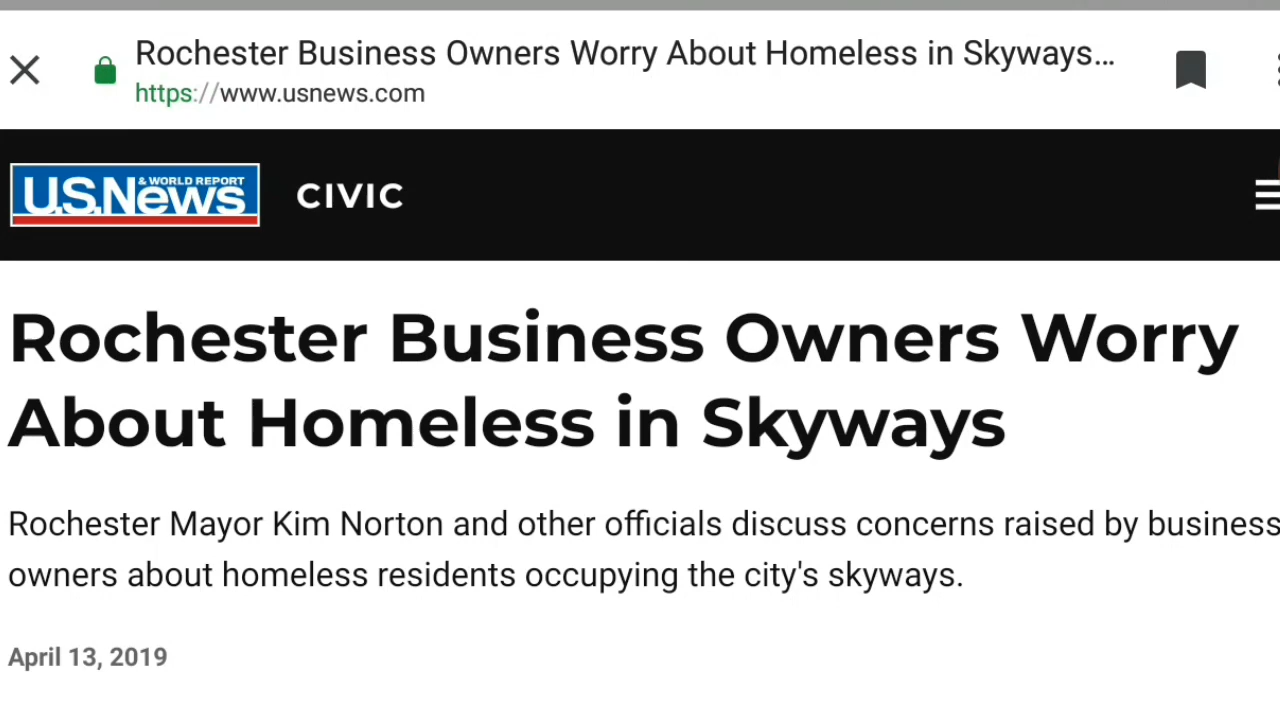 Rochester Business Owners Worry About Homeless in Skyways...
https://www.usnews.com
U.S.News & WORLD REPORT CIVIC
Rochester Business Owners Worry
About Homeless in Skyways
Rochester Mayor Kim Norton and other officials discuss concerns raised by business
owners about homeless residents occupying the city's skyways.
April 13, 2019